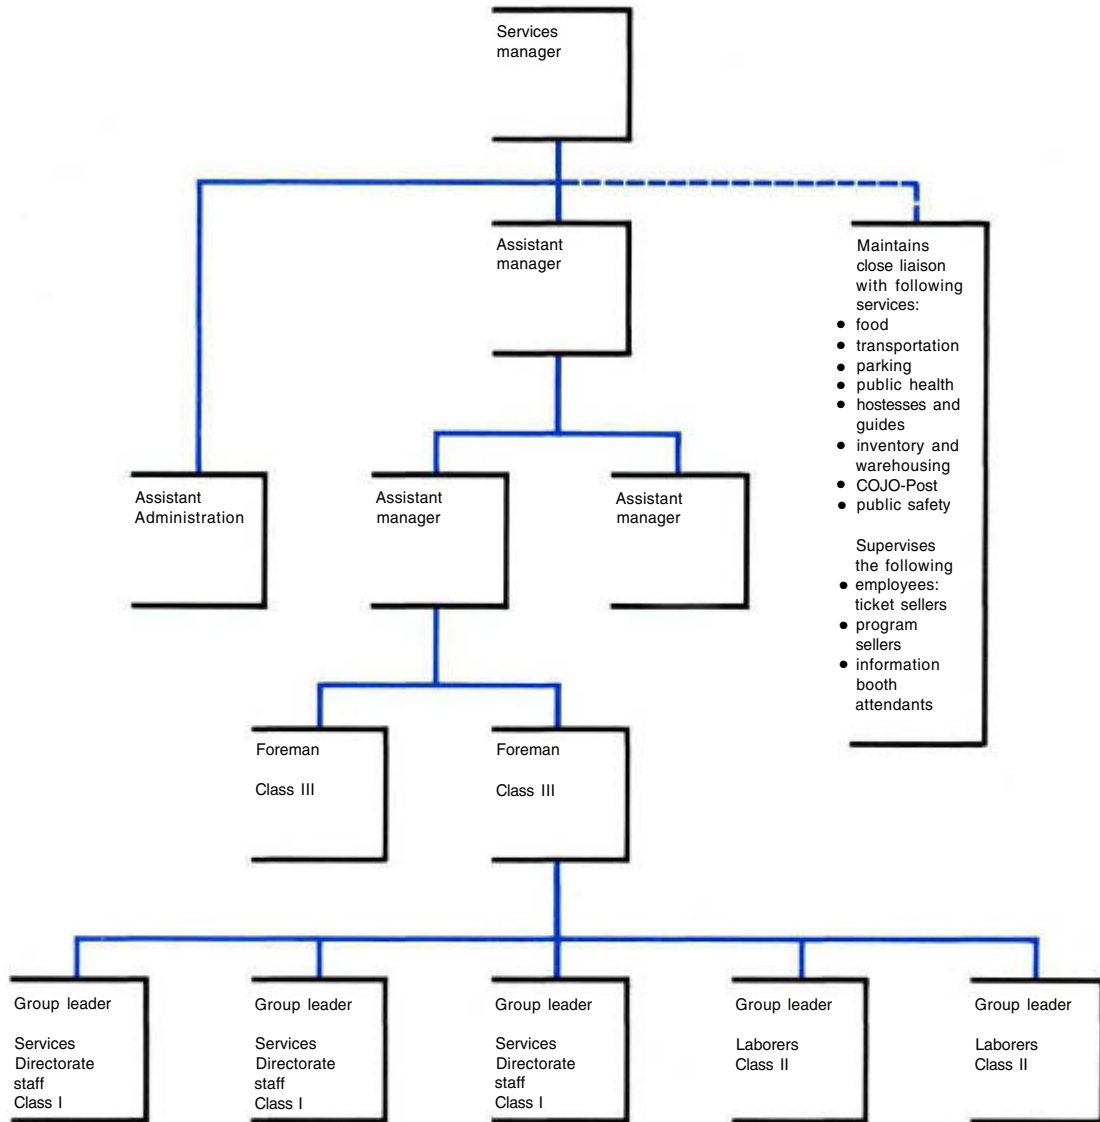 Services
manager
Assistant
manager
Maintains
close liaison
with following
services:
• food
• transportation
• parking
• public health
• hostesses and
guides
• inventory and
warehousing
• COJO-Post
• public safety
Supervises
the following
• employees:
ticket sellers
• program
sellers
• information
booth
attendants
Assistant
Administration
Assistant
manager
Assistant
manager
Foreman
Class III
Foreman
Class III
Group leader
Services
Directorate
staff
Class I
Group leader
Services
Directorate
staff
Class I
Group leader
Services
Directorate
staff
Class I
Group leader
Laborers
Class II
Group leader
Laborers
Class II